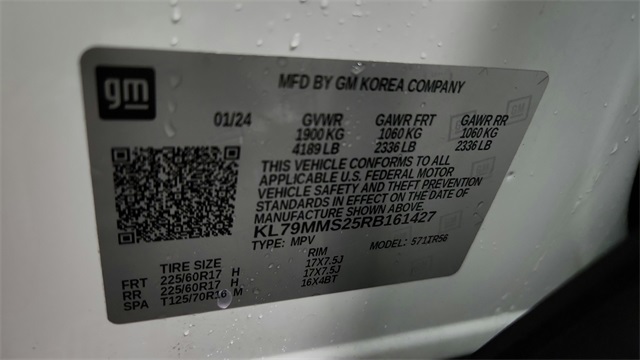 gm
MFD BY GM KOREA COMPANY
01/24 GVWR GAWR FRT GAWR RR
1900 KG 1060 KG 1060 KG
4189 LB 2336 LB 2336 LB
THIS VEHICLE CONFORMS TO ALL
APPLICABLE U.S. FEDERAL MOTOR
VEHICLE SAFETY AND THEFT PREVENTION
STANDARDS IN EFFECT ON THE DATE OF
MANUFACTURE SHOWN ABOVE.
KL79MMS25RB161427
TYPE: MPV MODEL: 571TR56
TIRE SIZE RIM
FRT 225/60R17 H 17X7.5J
RR 225/60R17 H 17X7.5J
SPA T125/70R16 M 16X4BT